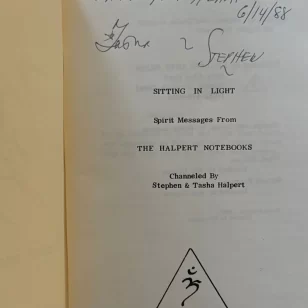 6/14/88
Tasha
STEPHEN
SITTING IN LIGHT
Spirit Messages From
THE HALPERT NOTEBOOKS
Channeled By
Stephen & Tasha Halpert
ॐ